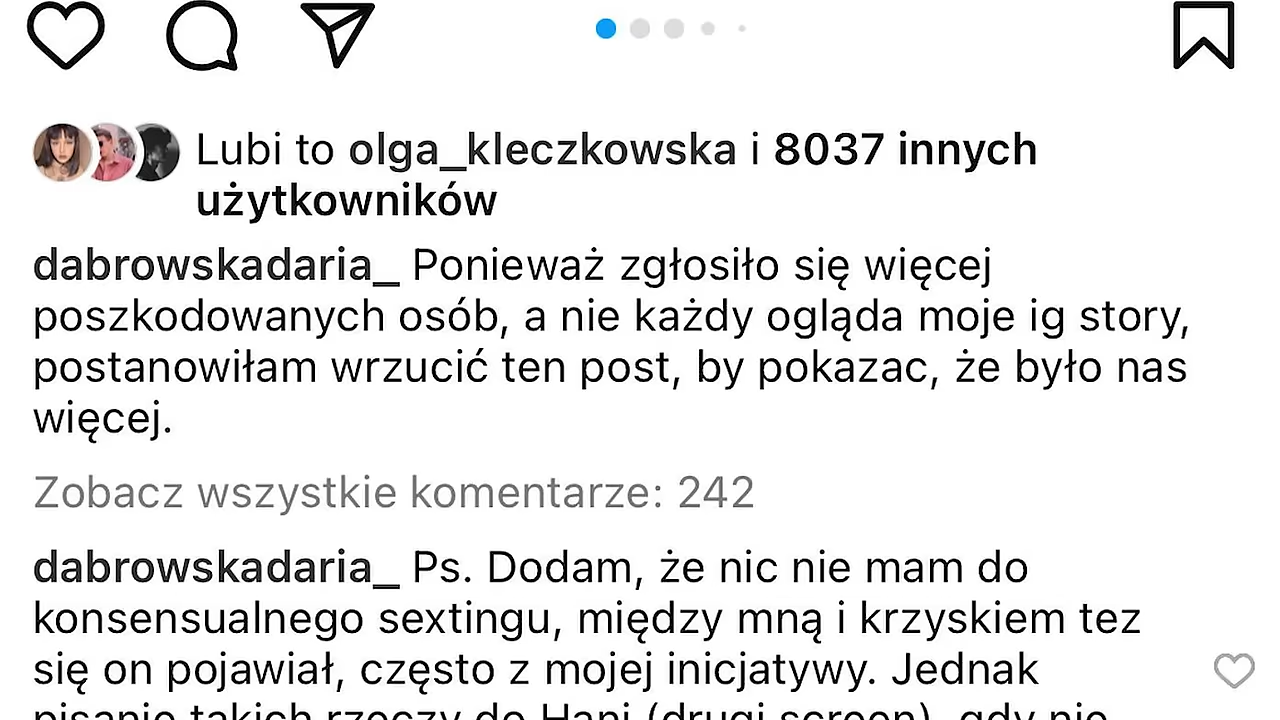 Lubi to olga_kleczkowska i 8037 innych
użytkowników
dabrowskadaria_ Ponieważ zgłosiło się więcej
poszkodowanych osób, a nie każdy ogląda moje ig story,
postanowiłam wrzucić ten post, by pokazac, że było nas
więcej.
Zobacz wszystkie komentarze: 242
dabrowskadaria_ Ps. Dodam, że nic nie mam do
konsensualnego sextingu, między mną i krzyskiem tez
się on pojawiał, często z mojej inicjatywy. Jednak
pisanie takich rzeczy do Hani (drugi screen), gdy nie